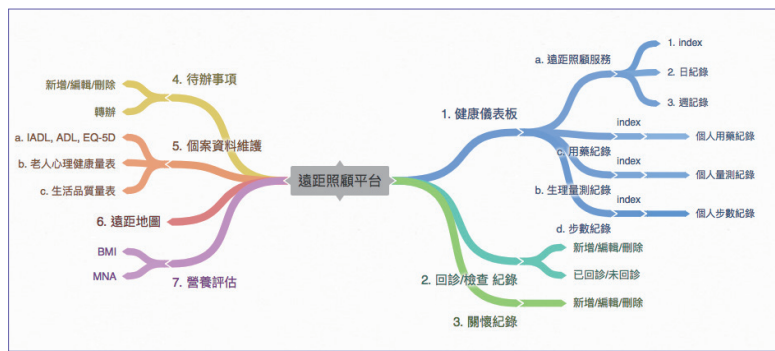 遠距照顧平台
1. 健康儀表板
a. 遠距照顧服務
1. index
2. 日紀錄
3. 週記錄
index
個人用藥紀錄
c. 用藥紀錄
index
個人量測紀錄
b. 生理量測紀錄
index
個人步數紀錄
d. 步數紀錄
2. 回診/檢查 紀錄
新增/編輯/刪除
已回診/未回診
3. 關懷紀錄
新增/編輯/刪除
4. 待辦事項
新增/編輯/刪除
轉辦
5. 個案資料維護
a. IADL, ADL, EQ-5D
b. 老人心理健康量表
c. 生活品質量表
6. 遠距地圖
7. 營養評估
BMI
MNA